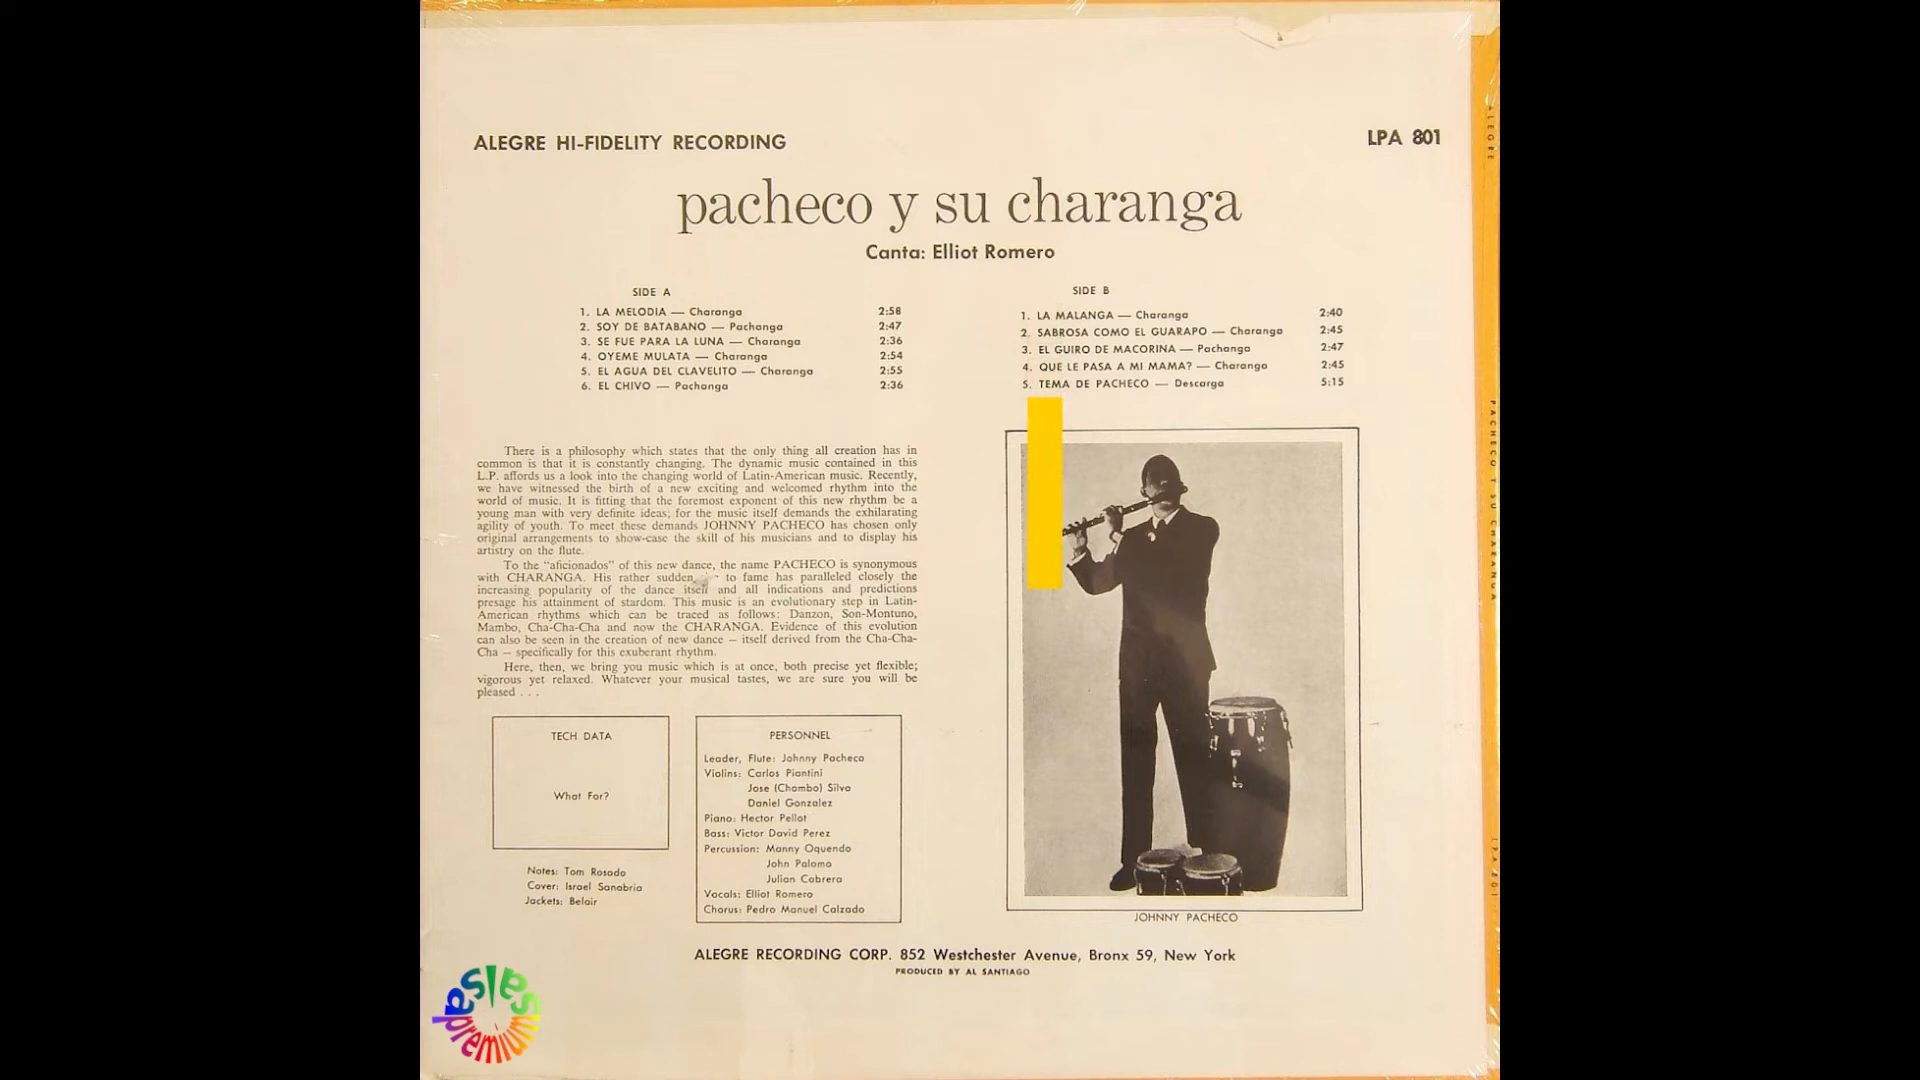 ALEGRE HI-FIDELITY RECORDING
LPA 801
pacheco y su charanga
Canta: Elliot Romero
SIDE A
1. LA MELODIA — Charanga 2:58
2. SOY DE BATABANO — Pachanga 2:47
3. SE FUE PARA LA LUNA — Charanga 2:36
4. OYEME MULATA — Charanga 2:54
5. EL AGUA DEL CLAVELITO — Charanga 2:55
6. EL CHIVO — Pachanga 2:36
SIDE B
1. LA MALANGA — Charanga 2:40
2. SABROSA COMO EL GUARAPO — Charanga 2:45
3. EL GUIRO DE MACORINA — Pachanga 2:47
4. QUE LE PASA A MI MAMA? — Charanga 2:45
5. TEMA DE PACHECO — Descarga 5:15
There is a philosophy which states that the only thing all creation has in
common is that it is constantly changing. The dynamic music contained in this
L.P. affords us a look into the changing world of Latin-American music. Recently,
we have witnessed the birth of a new exciting and welcomed rhythm into the
world of music. It is fitting that the foremost exponent of this new rhythm be a
young man with very definite ideas; for the music itself demands the exhilarating
agility of youth. To meet these demands JOHNNY PACHECO has chosen only
original arrangements to show-case the skill of his musicians and to display his
artistry on the flute.
To the "aficionados" of this new dance, the name PACHECO is synonymous
with CHARANGA. His rather sudden to fame has paralleled closely the
increasing popularity of the dance itself and all indications and predictions
presage his attainment of stardom. This music is an evolutionary step in Latin-
American rhythms which can be traced as follows: Danzon, Son-Montuno,
Mambo, Cha-Cha-Cha and now the CHARANGA. Evidence of this evolution
can also be seen in the creation of new dance — itself derived from the Cha-Cha-
Cha — specifically for this exuberant rhythm.
Here, then, we bring you music which is at once, both precise yet flexible;
vigorous yet relaxed. Whatever your musical tastes, we are sure you will be
pleased . . .
TECH DATA
What For?
Notes: Tom Rosado
Cover: Israel Sanabria
Jackets: Belair
PERSONNEL
Leader, Flute: Johnny Pacheco
Violins: Carlos Piantini
Jose (Chombo) Silva
Daniel Gonzalez
Piano: Hector Pellot
Bass: Victor David Perez
Percussion: Manny Oquendo
John Palomo
Julian Cabrera
Vocals: Elliot Romero
Chorus: Pedro Manuel Calzado
JOHNNY PACHECO
ALEGRE RECORDING CORP. 852 Westchester Avenue, Bronx 59, New York
PRODUCED BY AL SANTIAGO
ALEGRE
PACHECO Y SU CHARANGA
LPA 801
salsa
premium